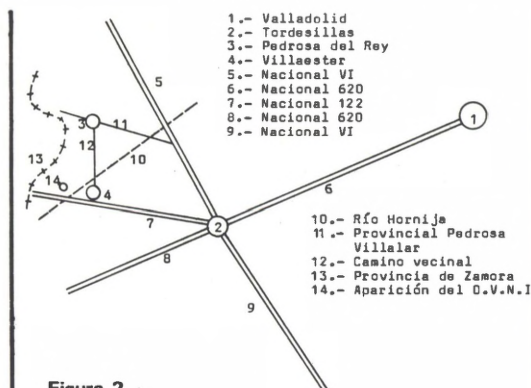 1.- Valladolid
2.- Tordesillas
3.- Pedrosa del Rey
4.- Villaester
5.- Nacional VI
6.- Nacional 620
7.- Nacional 122
8.- Nacional 620
9.- Nacional VI
5
3
11
12
10
13
14
4
7
2
6
1
8
9
10.- Río Hornija
11.- Provincial Pedrosa
Villalar
12.- Camino vecinal
13.- Provincia de Zamora
14.- Aparición del O.V.N.I
Figura 2